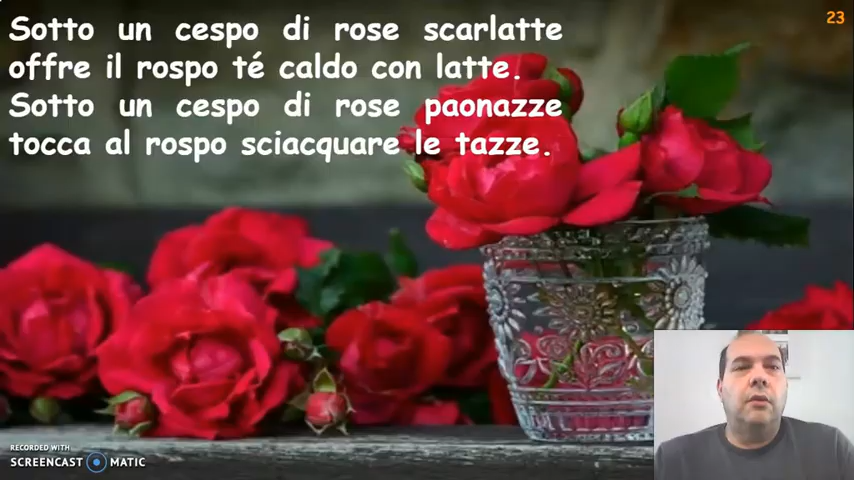 Sotto un cespo di rose scarlatte
offre il rospo té caldo con latte.
Sotto un cespo di rose paonazze
tocca al rospo sciacquare le tazze.
23
RECORDED WITH
SCREENCAST MATIC